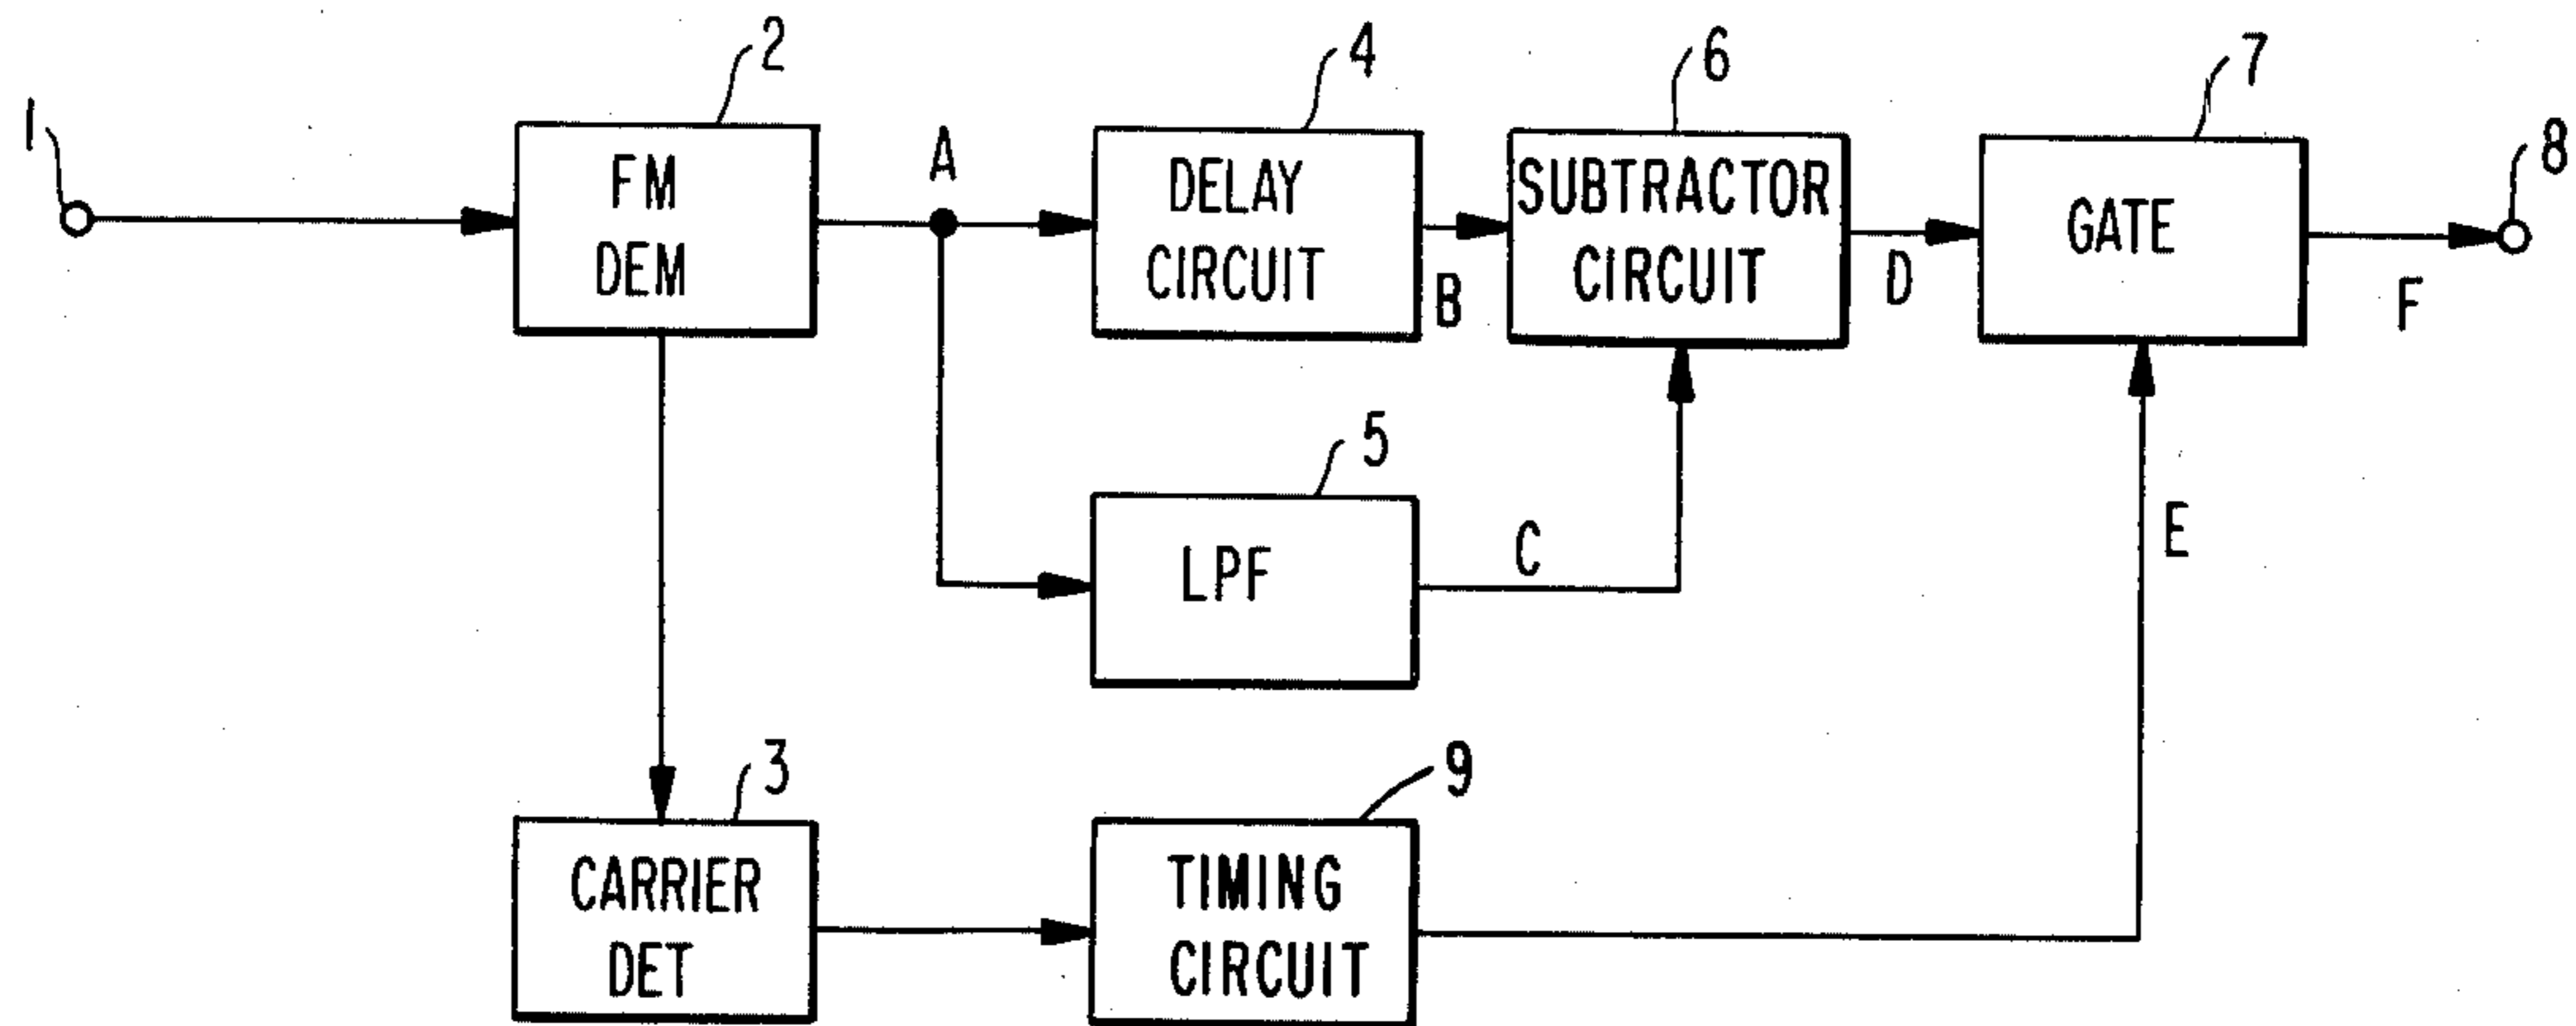 1
2
FM
DEM
A
4
DELAY
CIRCUIT
B
6
SUBTRACTOR
CIRCUIT
D
7
GATE
F
8
5
LPF
C
E
3
CARRIER
DET
9
TIMING
CIRCUIT